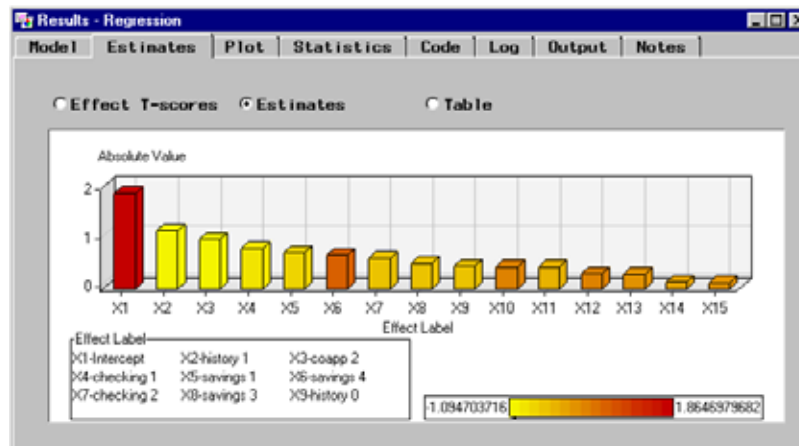 Results - Regression
Model Estimates Plot Statistics Code Log Output Notes
Effect T-scores Estimates Table
Absolute Value
2
1
0
X1 X2 X3 X4 X5 X6 X7 X8 X9 X10 X11 X12 X13 X14 X15
Effect Label
Effect Label
X1-Intercept X2-history 1 X3-coapp 2
X4-checking 1 X5-savings 1 X6-savings 4
X7-checking 2 X8-savings 3 X9-history 0
-1.094703716 1.8646979682